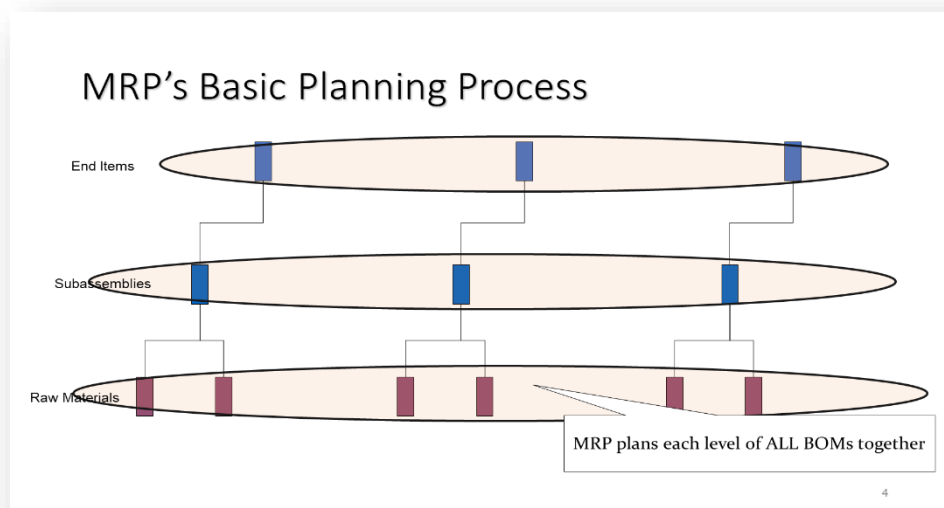 MRP's Basic Planning Process
End Items
Subassemblies
Raw Materials
MRP plans each level of ALL BOMs together
4